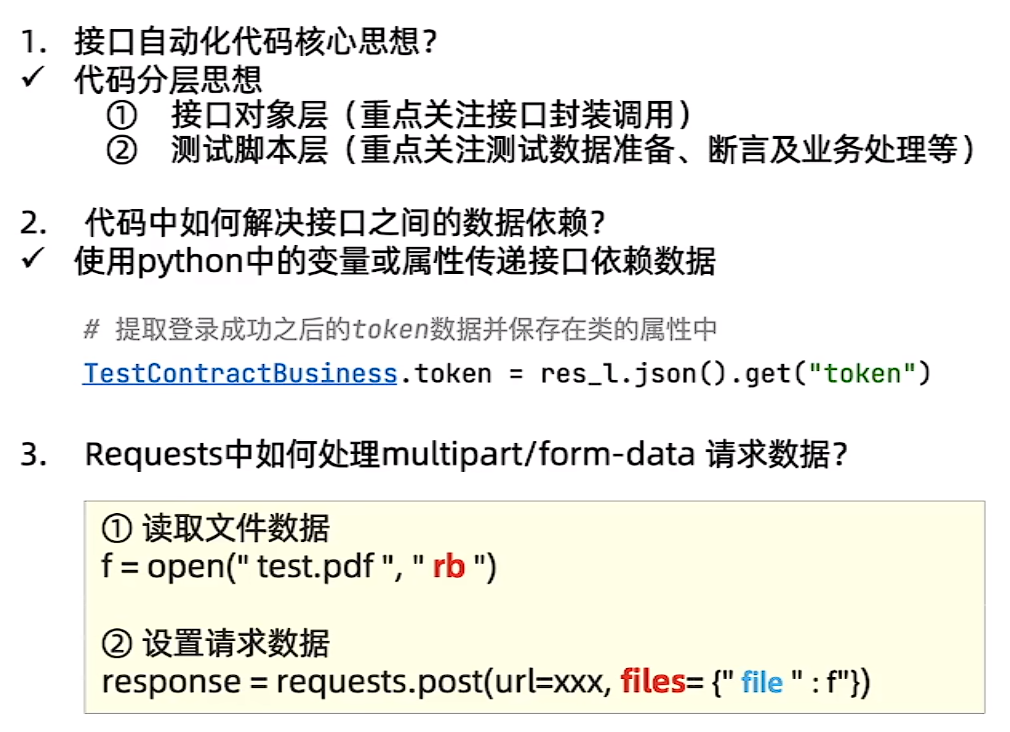 1. 接口自动化代码核心思想？
✓ 代码分层思想
① 接口对象层（重点关注接口封装调用）
② 测试脚本层（重点关注测试数据准备、断言及业务处理等）
2. 代码中如何解决接口之间的数据依赖？
✓ 使用python中的变量或属性传递接口依赖数据
# 提取登录成功之后的token数据并保存在类的属性中
TestContractBusiness.token = res_l.json().get("token")
3. Requests中如何处理multipart/form-data 请求数据？
① 读取文件数据
f = open(" test.pdf ", " rb ")
② 设置请求数据
response = requests.post(url=xxx, files= {" file " : f"})